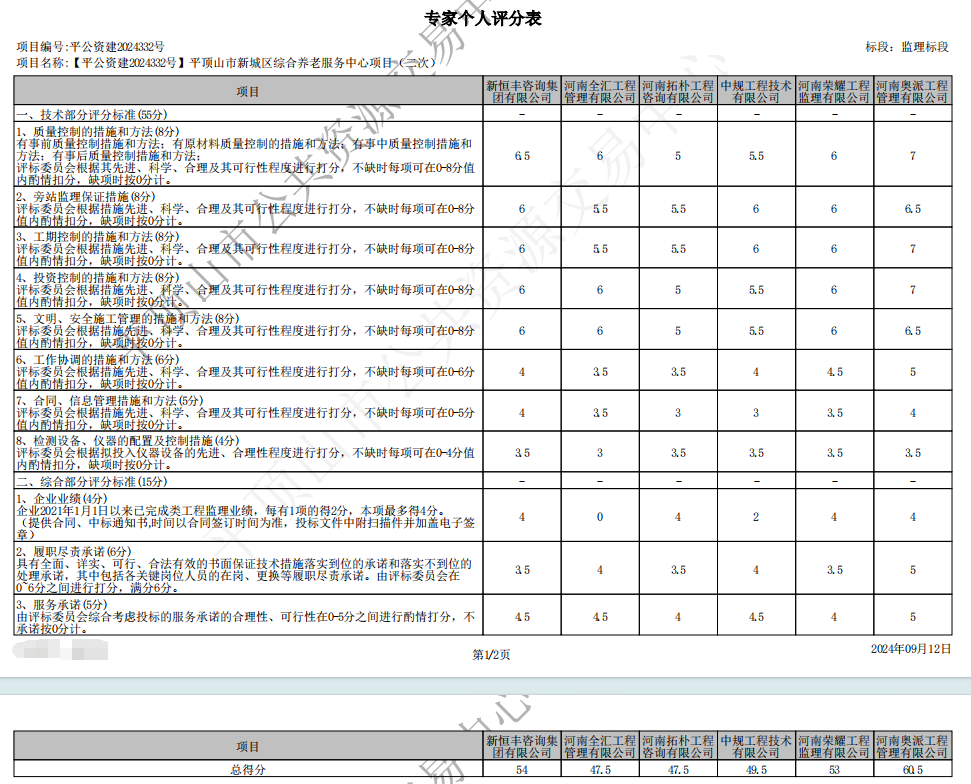 专家个人评分表
项目编号:平公资建2024332号 标段：监理标段
项目名称:【平公资建2024332号】平顶山市新城区综合养老服务中心项目（二次）
项目 新恒丰咨询集团有限公司 河南全汇工程管理有限公司 河南拓朴工程咨询有限公司 中规工程技术有限公司 河南荣耀工程监理有限公司 河南奥派工程管理有限公司
一、技术部分评分标准(55分) - - - - - -
1、质量控制的措施和方法(8分)
有事前质量控制措施和方法；有原材料质量控制的措施和方法；有事中质量控制措施和
方法；有事后质量控制措施和方法；
评标委员会根据其先进、科学、合理及其可行性程度进行打分，不缺时每项可在0-8分值
内酌情扣分，缺项时按0分计。
6.5 6 5 5.5 6 7
2、旁站监理保证措施(8分)
评标委员会根据措施先进、科学、合理及其可行性程度进行打分，不缺时每项可在0-8分
值内酌情扣分，缺项时按0分计。
6 5.5 5.5 6 6 6.5
3、工期控制的措施和方法(8分)
评标委员会根据措施先进、科学、合理及其可行性程度进行打分，不缺时每项可在0-8分
值内酌情扣分，缺项时按0分计。
6 5.5 5.5 6 6 7
4、投资控制的措施和方法(8分)
评标委员会根据措施先进、科学、合理及其可行性程度进行打分，不缺时每项可在0-8分
值内酌情扣分，缺项时按0分计。
6 6 5 5.5 6 7
5、文明、安全施工管理的措施和方法(8分)
评标委员会根据措施先进、科学、合理及其可行性程度进行打分，不缺时每项可在0-8分
值内酌情扣分，缺项时按0分计。
6 6 5 5.5 6 6.5
6、工作协调的措施和方法(6分)
评标委员会根据措施先进、科学、合理及其可行性程度进行打分，不缺时每项可在0-6分
值内酌情扣分，缺项时按0分计。
4 3.5 3.5 4 4.5 5
7、合同、信息管理措施和方法(5分)
评标委员会根据措施先进、科学、合理及其可行性程度进行打分，不缺时每项可在0-5分
值内酌情扣分，缺项时按0分计。
4 3.5 3 3 3.5 4
8、检测设备、仪器的配置及控制措施(4分)
评标委员会根据拟投入仪器设备的先进、合理性程度进行打分，不缺时每项可在0-4分值
内酌情扣分，缺项时按0分计。
3.5 3 3.5 3.5 3.5 3.5
二、综合部分评分标准(15分) - - - - - -
1、企业业绩(4分)
企业2021年1月1日以来已完成类工程监理业绩，每有1项的得2分，本项最多得4分。
（提供合同、中标通知书,时间以合同签订时间为准，投标文件中附扫描件并加盖电子签
章）
4 0 4 2 4 4
2、履职尽责承诺(6分)
具有全面、详实、可行、合法有效的书面保证技术措施落实到位的承诺和落实不到位的
处理承诺，其中包括各关键岗位人员的在岗、更换等履职尽责承诺。由评标委员会在
0~6分之间进行打分，满分6分。
3.5 4 3.5 4 3.5 5
3、服务承诺(5分)
由评标委员会综合考虑投标的服务承诺的合理性、可行性在0-5分之间进行酌情打分，不
承诺按0分计。
4.5 4.5 4 4.5 4 5
第1/2页 2024年09月12日
项目 新恒丰咨询集团有限公司 河南全汇工程管理有限公司 河南拓朴工程咨询有限公司 中规工程技术有限公司 河南荣耀工程监理有限公司 河南奥派工程管理有限公司
总得分 54 47.5 47.5 49.5 53 60.5
平顶山市公共资源交易中心
平顶山市公共资源交易中心